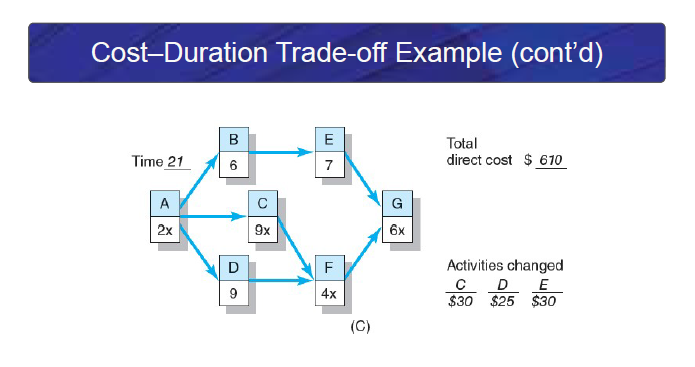 Cost–Duration Trade-off Example (cont'd)
Time 21
B
6
E
7
Total
direct cost $ 610
A
2x
C
9x
G
6x
D
9
F
4x
Activities changed
C D E
$30 $25 $30
(C)